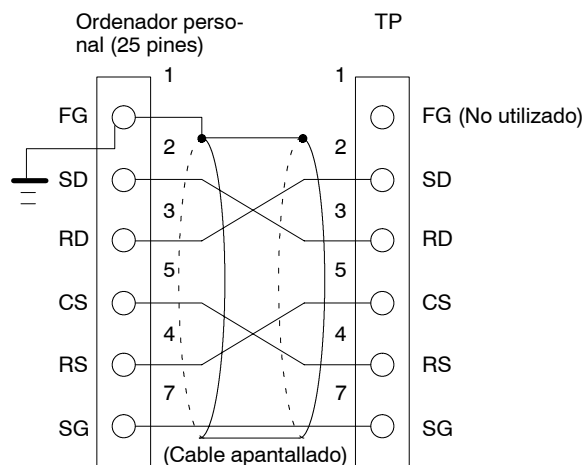 Ordenador perso-
nal (25 pines)
TP
1
1
FG
FG (No utilizado)
2
2
SD
SD
3
3
RD
RD
5
5
CS
CS
4
4
RS
RS
7
7
SG
SG
(Cable apantallado)